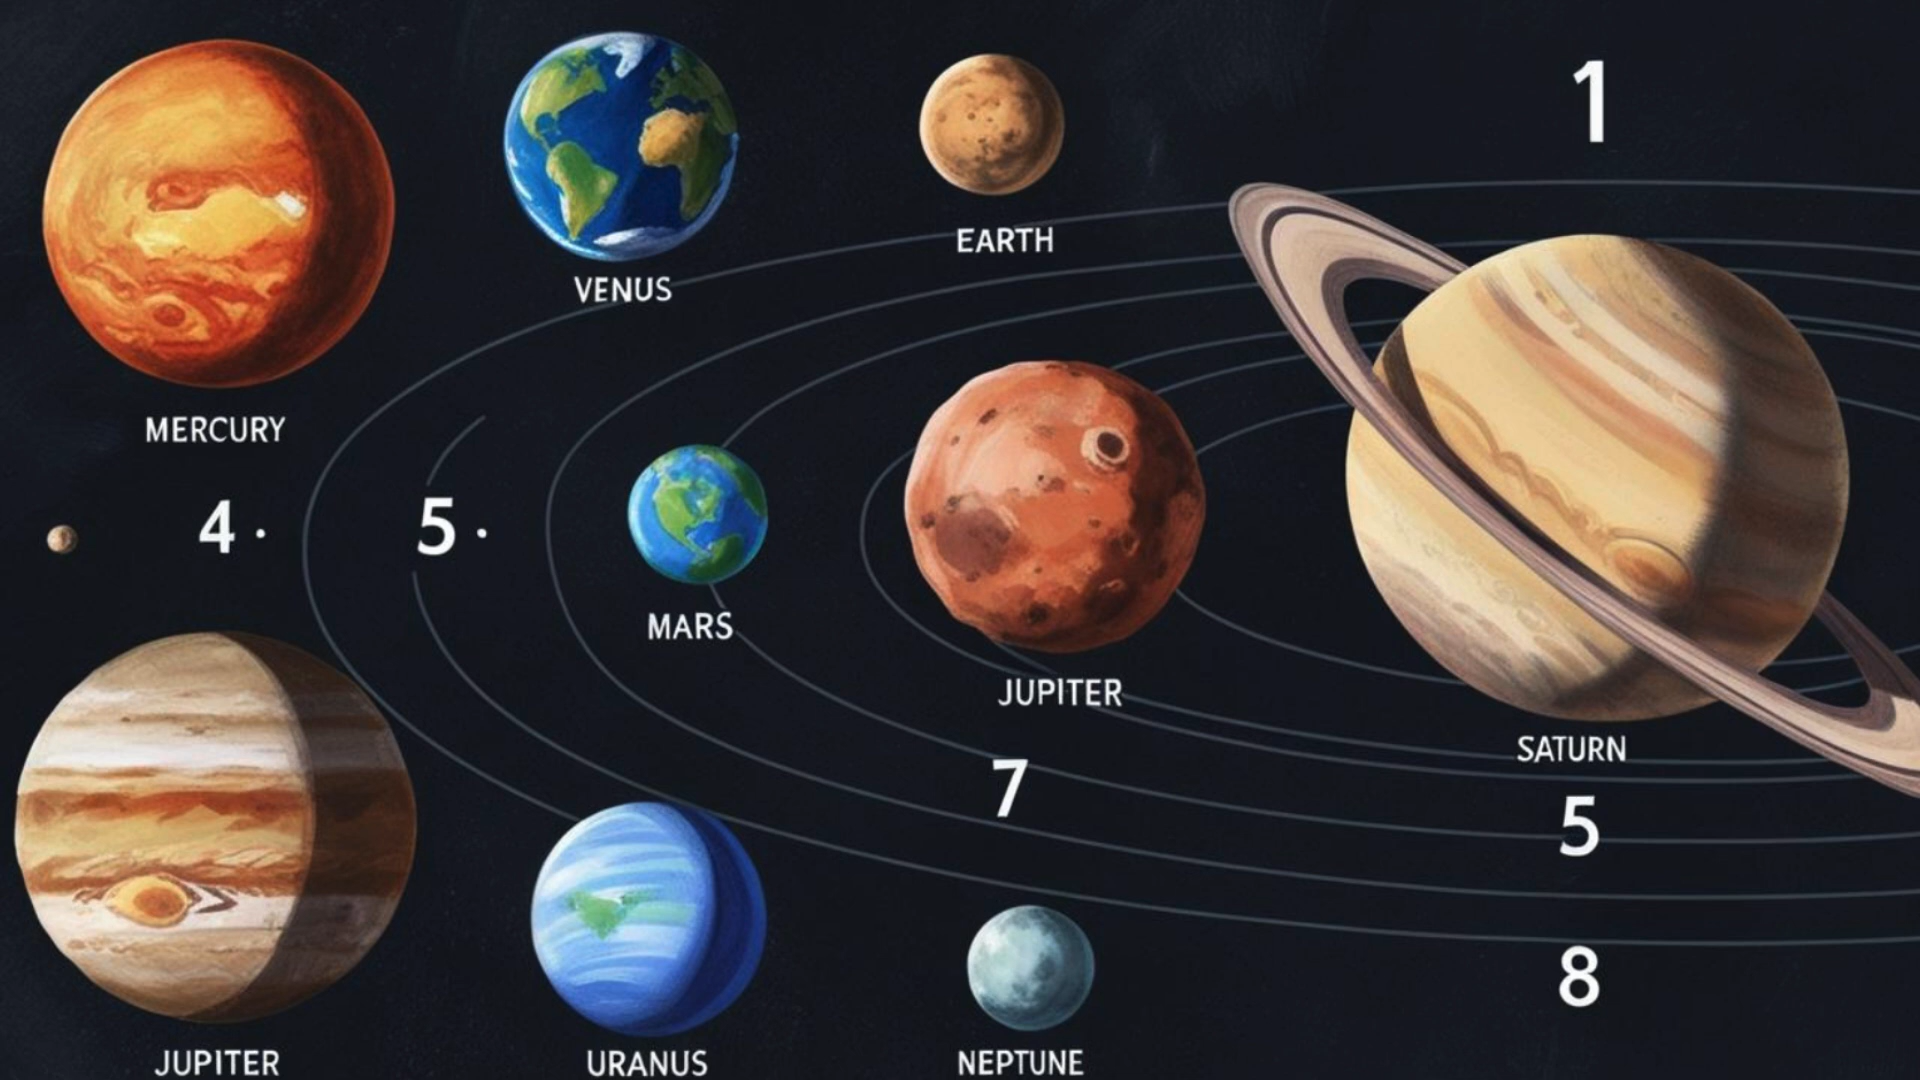 1
EARTH
VENUS
MERCURY
4 ·
5 ·
MARS
JUPITER
SATURN
7
5
8
JUPITER
URANUS
NEPTUNE